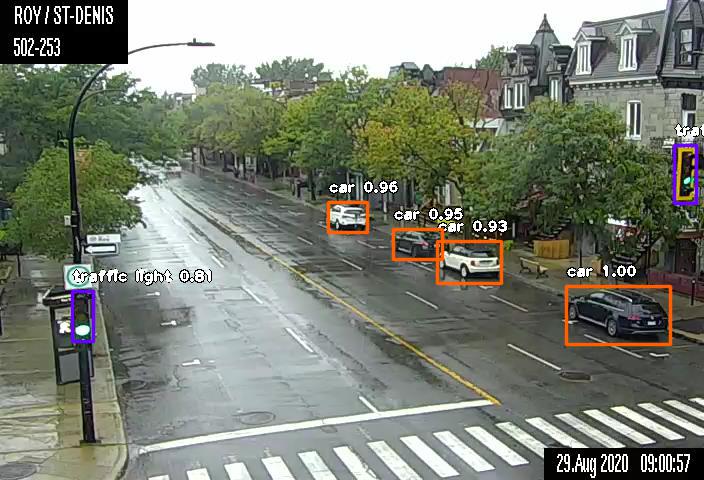 ROY / ST-DENIS
502-253
traf
car 0.96
car 0.95
car 0.93
car 1.00
traffic light 0.81
29.Aug 2020 09:00:57